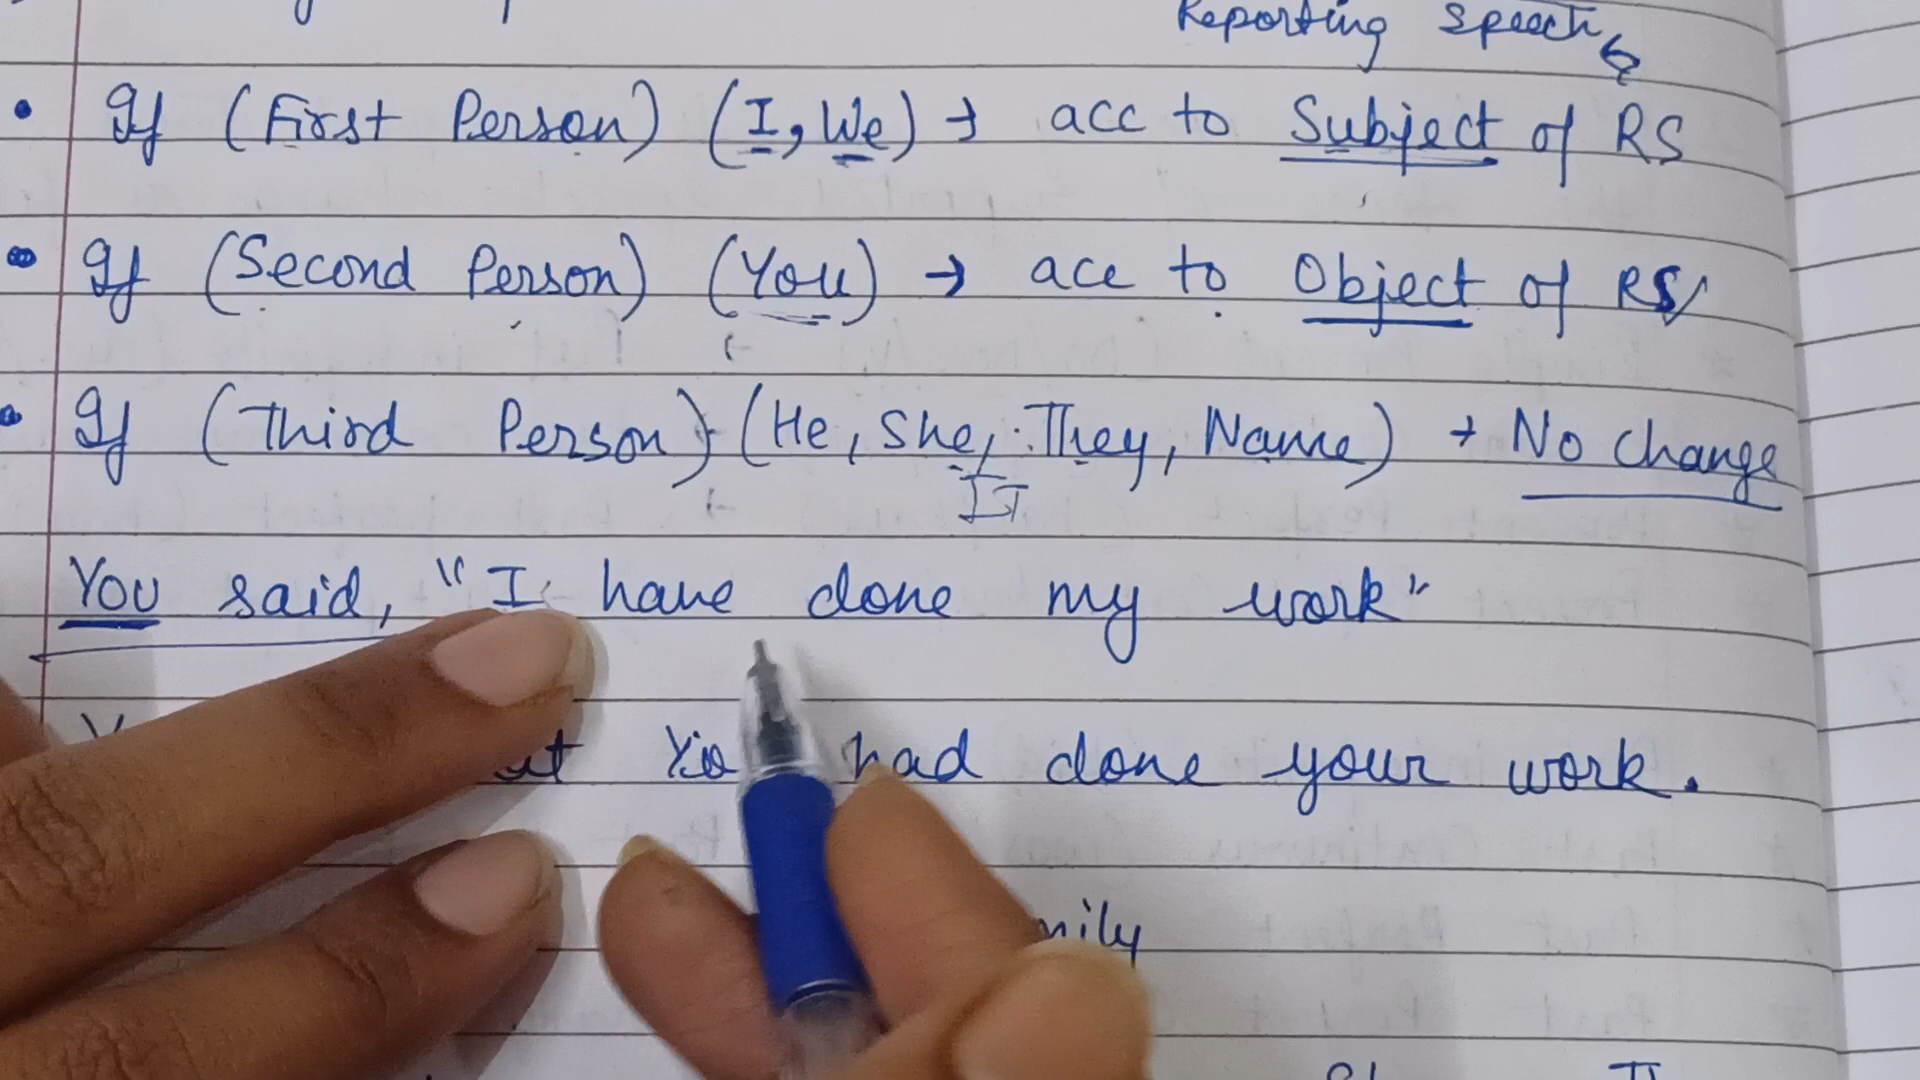 Reporting Speech
• If (First Person) (I, We) → acc to Subject of RS
• If (Second Person) (You) → acc to Object of RS
• If (Third Person) (He, She, They, Name) → No change
IT
You said, "I have done my work"
had done your work.